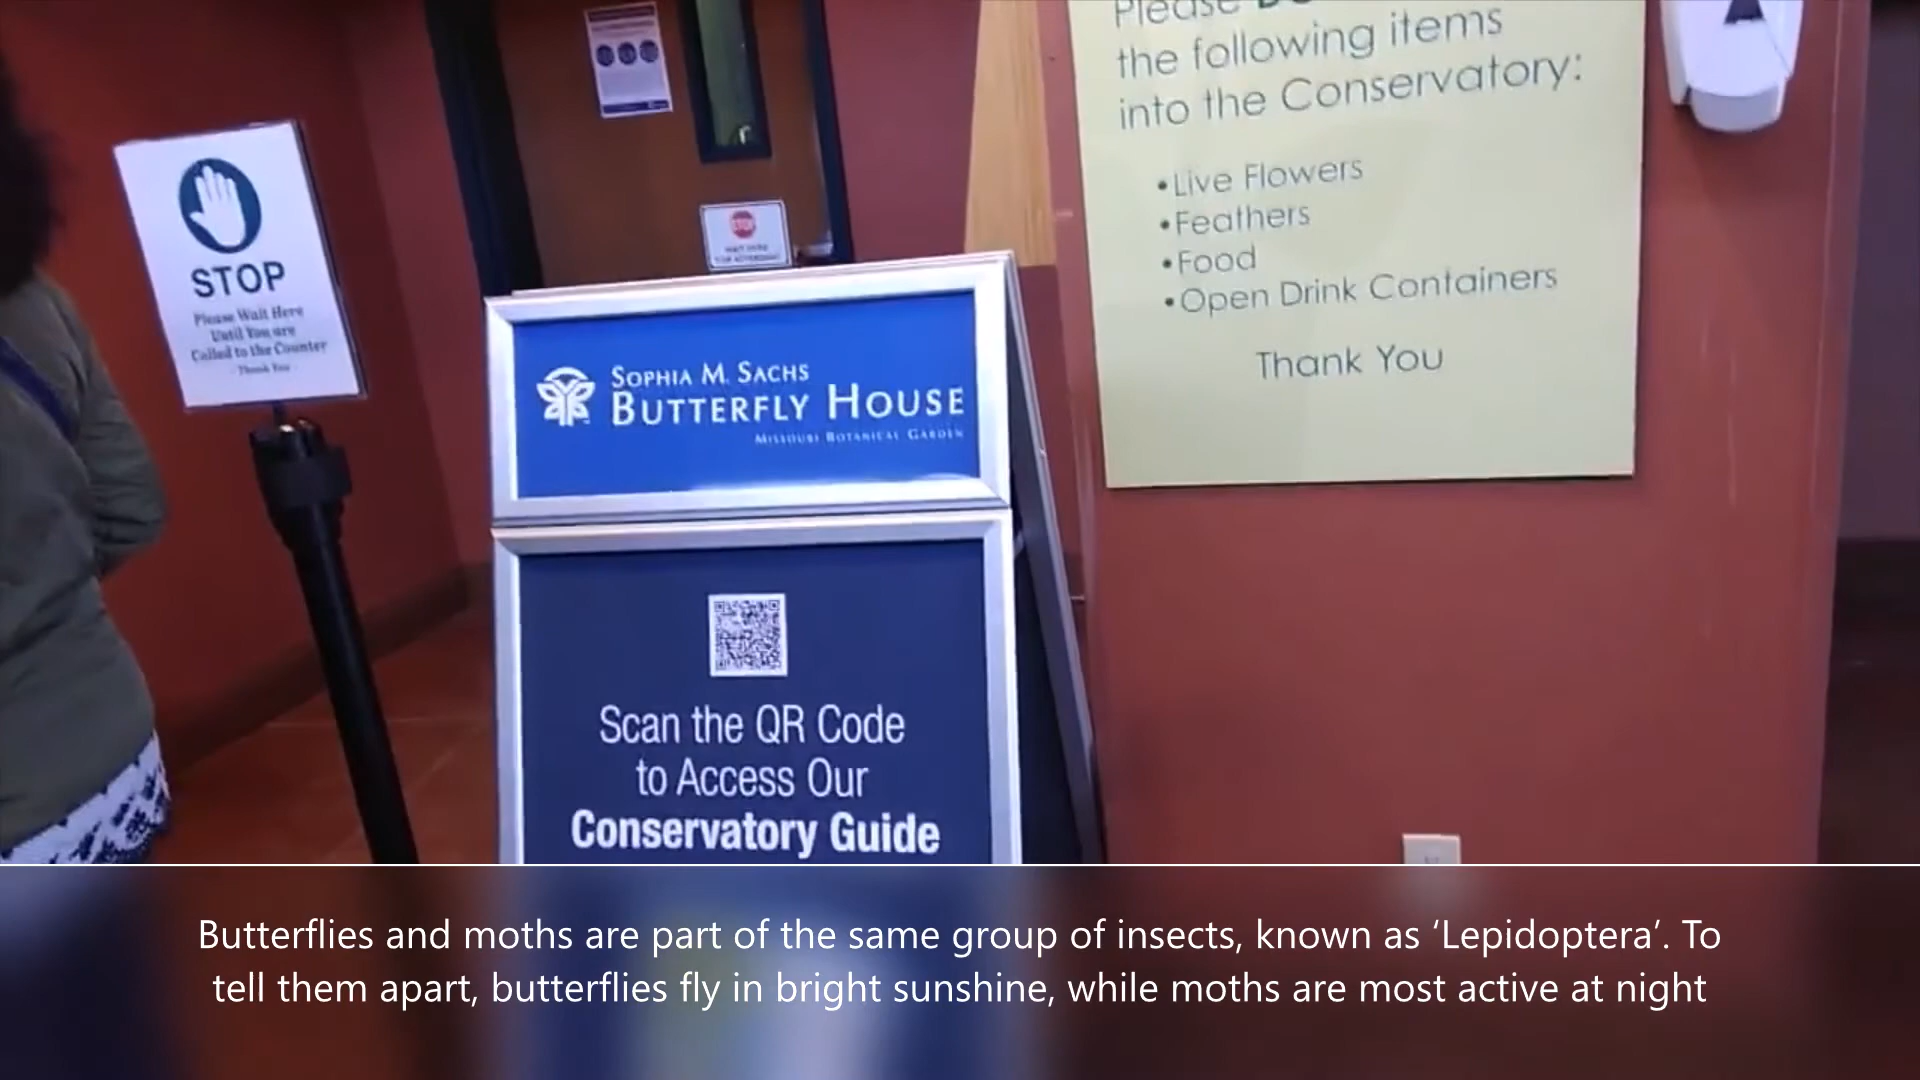 Please
the following items
into the Conservatory:
•Live Flowers
•Feathers
•Food
•Open Drink Containers
Thank You
STOP
Please Wait Here
Until You are
Called to the Counter
- Thank You -
STOP
SOPHIA M. SACHS
BUTTERFLY HOUSE
MISSOURI BOTANICAL GARDEN
Scan the QR Code
to Access Our
Conservatory Guide
Butterflies and moths are part of the same group of insects, known as ‘Lepidoptera’. To
tell them apart, butterflies fly in bright sunshine, while moths are most active at night